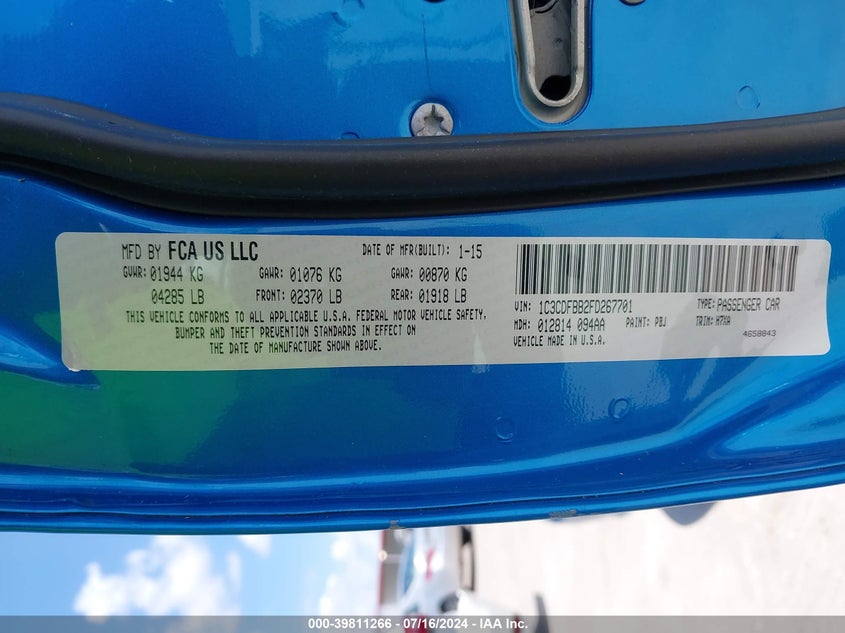 MFD BY FCA US LLC DATE OF MFR(BUILT): 1-15
GVWR: 01944 KG GAWR: 01076 KG GAWR: 00870 KG
04285 LB FRONT: 02370 LB REAR: 01918 LB
THIS VEHICLE CONFORMS TO ALL APPLICABLE U.S.A. FEDERAL MOTOR VEHICLE SAFETY,
BUMPER AND THEFT PREVENTION STANDARDS IN EFFECT ON
THE DATE OF MANUFACTURE SHOWN ABOVE.
VIN: 1C3CDFBB2FD267701 TYPE: PASSENGER CAR
MDH: 012814 094AA PAINT: PBJ TRIM: H7XA
VEHICLE MADE IN U.S.A. 4658843
000-39811266 - 07/16/2024 - IAA Inc.